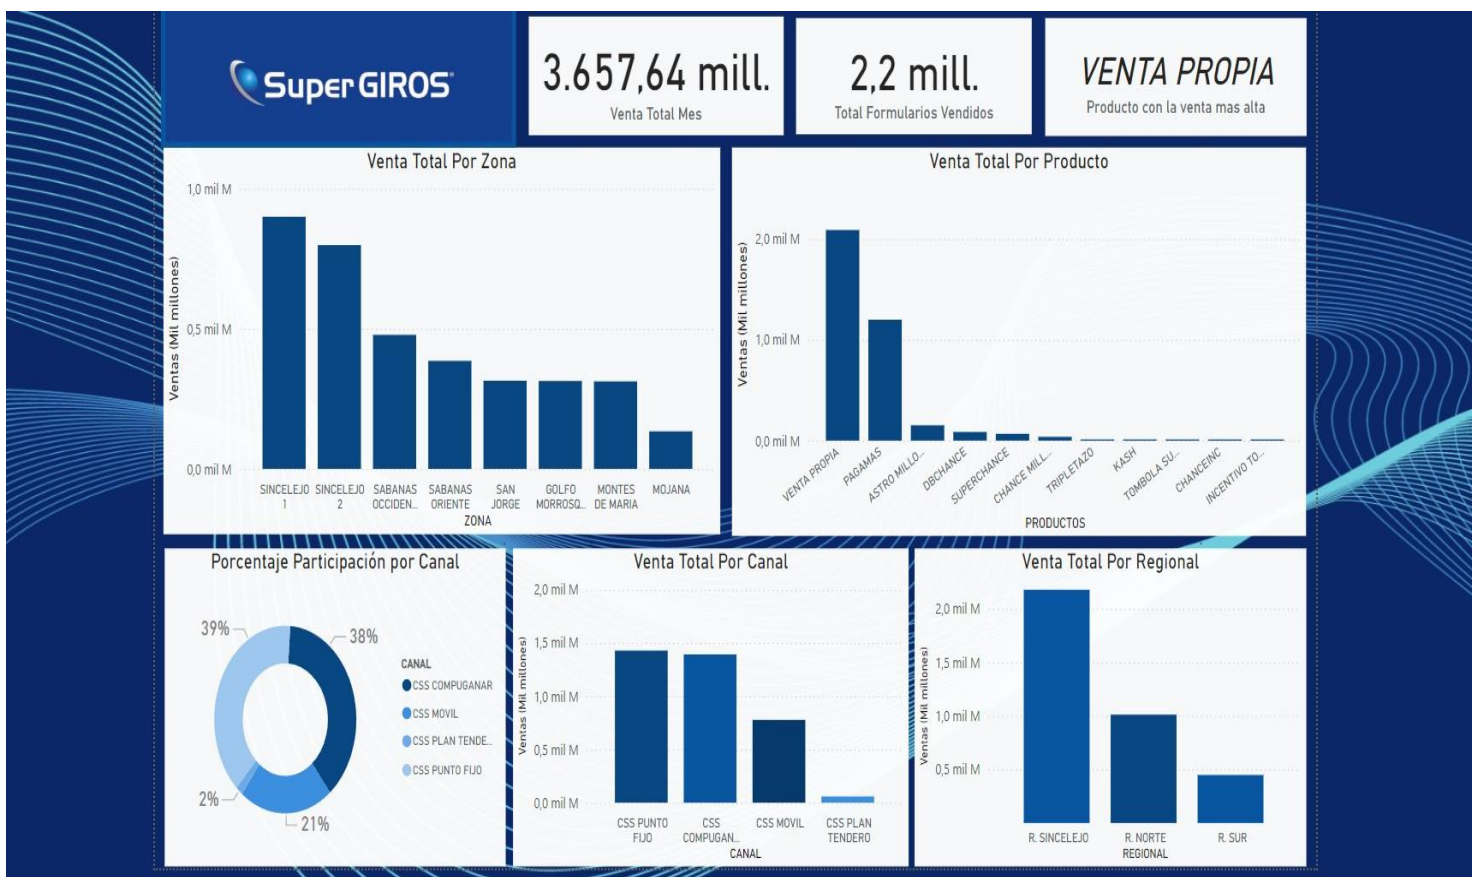 Super GIROS
3.657,64 mill.
Venta Total Mes
2,2 mill.
Total Formularios Vendidos
VENTA PROPIA
Producto con la venta mas alta
Venta Total Por Zona
Ventas (Mil millones)
1,0 mil M
0,5 mil M
0,0 mil M
SINCELEJO
1
SINCELEJO
2
SABANAS
OCCIDEN...
SABANAS
ORIENTE
SAN
JORGE
GOLFO
MORROSQ...
MONTES
DE MARIA
MOJANA
ZONA
Venta Total Por Producto
Ventas (Mil millones)
2,0 mil M
1,0 mil M
0,0 mil M
VENTA PROPIA
PAGAMAS
ASTRO MILLO...
DBCHANCE
SUPERCHANCE
CHANCE MILL...
TRIPLETAZO
KASH
TOMBOLA SU...
CHANCEINC
INCENTIVO TO...
PRODUCTOS
Porcentaje Participación por Canal
39%
38%
2%
21%
CANAL
CSS COMPUGANAR
CSS MOVIL
CSS PLAN TENDE...
CSS PUNTO FIJO
Venta Total Por Canal
Ventas (Mil millones)
2,0 mil M
1,5 mil M
1,0 mil M
0,5 mil M
0,0 mil M
CSS PUNTO
FIJO
CSS
COMPUGAN...
CSS MOVIL
CSS PLAN
TENDERO
CANAL
Venta Total Por Regional
Ventas (Mil millones)
2,0 mil M
1,5 mil M
1,0 mil M
0,5 mil M
R. SINCELEJO
R. NORTE
R. SUR
REGIONAL